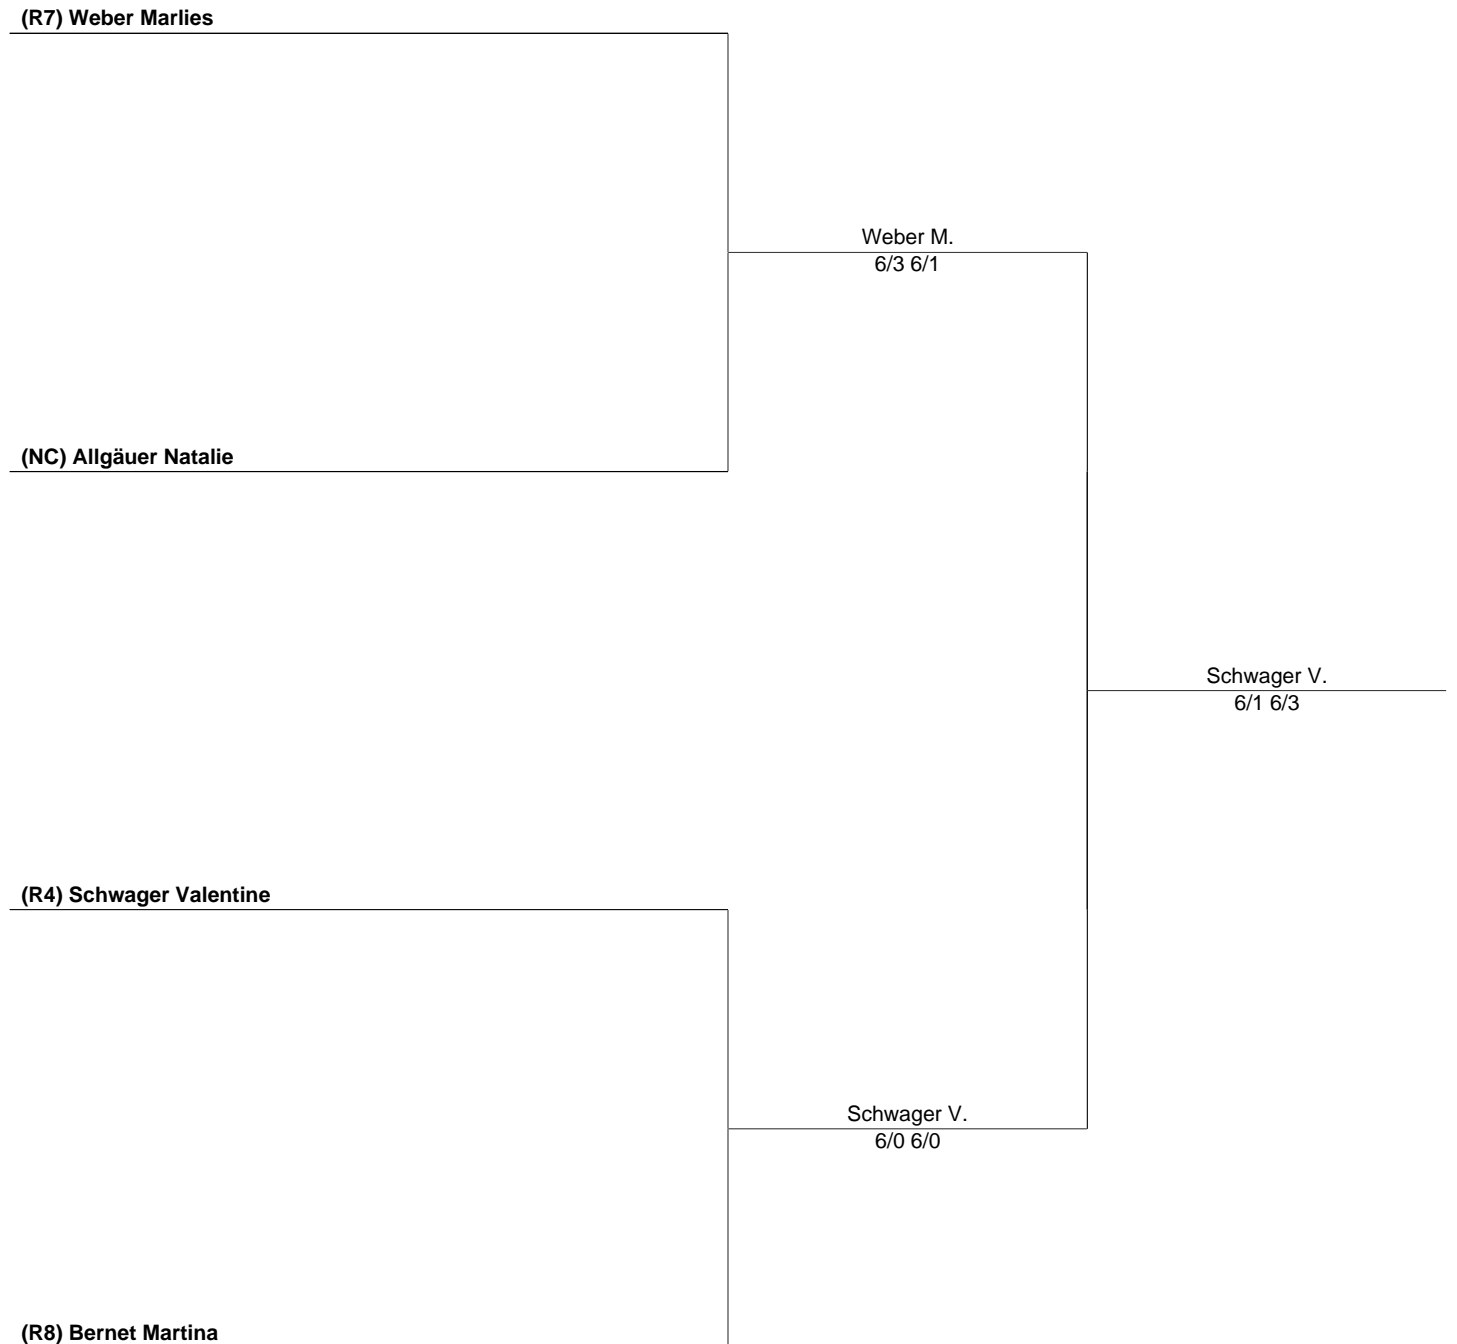 (R7) Weber Marlies
Weber M.
6/3 6/1
(NC) Allgäuer Natalie
Schwager V.
6/1 6/3
(R4) Schwager Valentine
Schwager V.
6/0 6/0
(R8) Bernet Martina